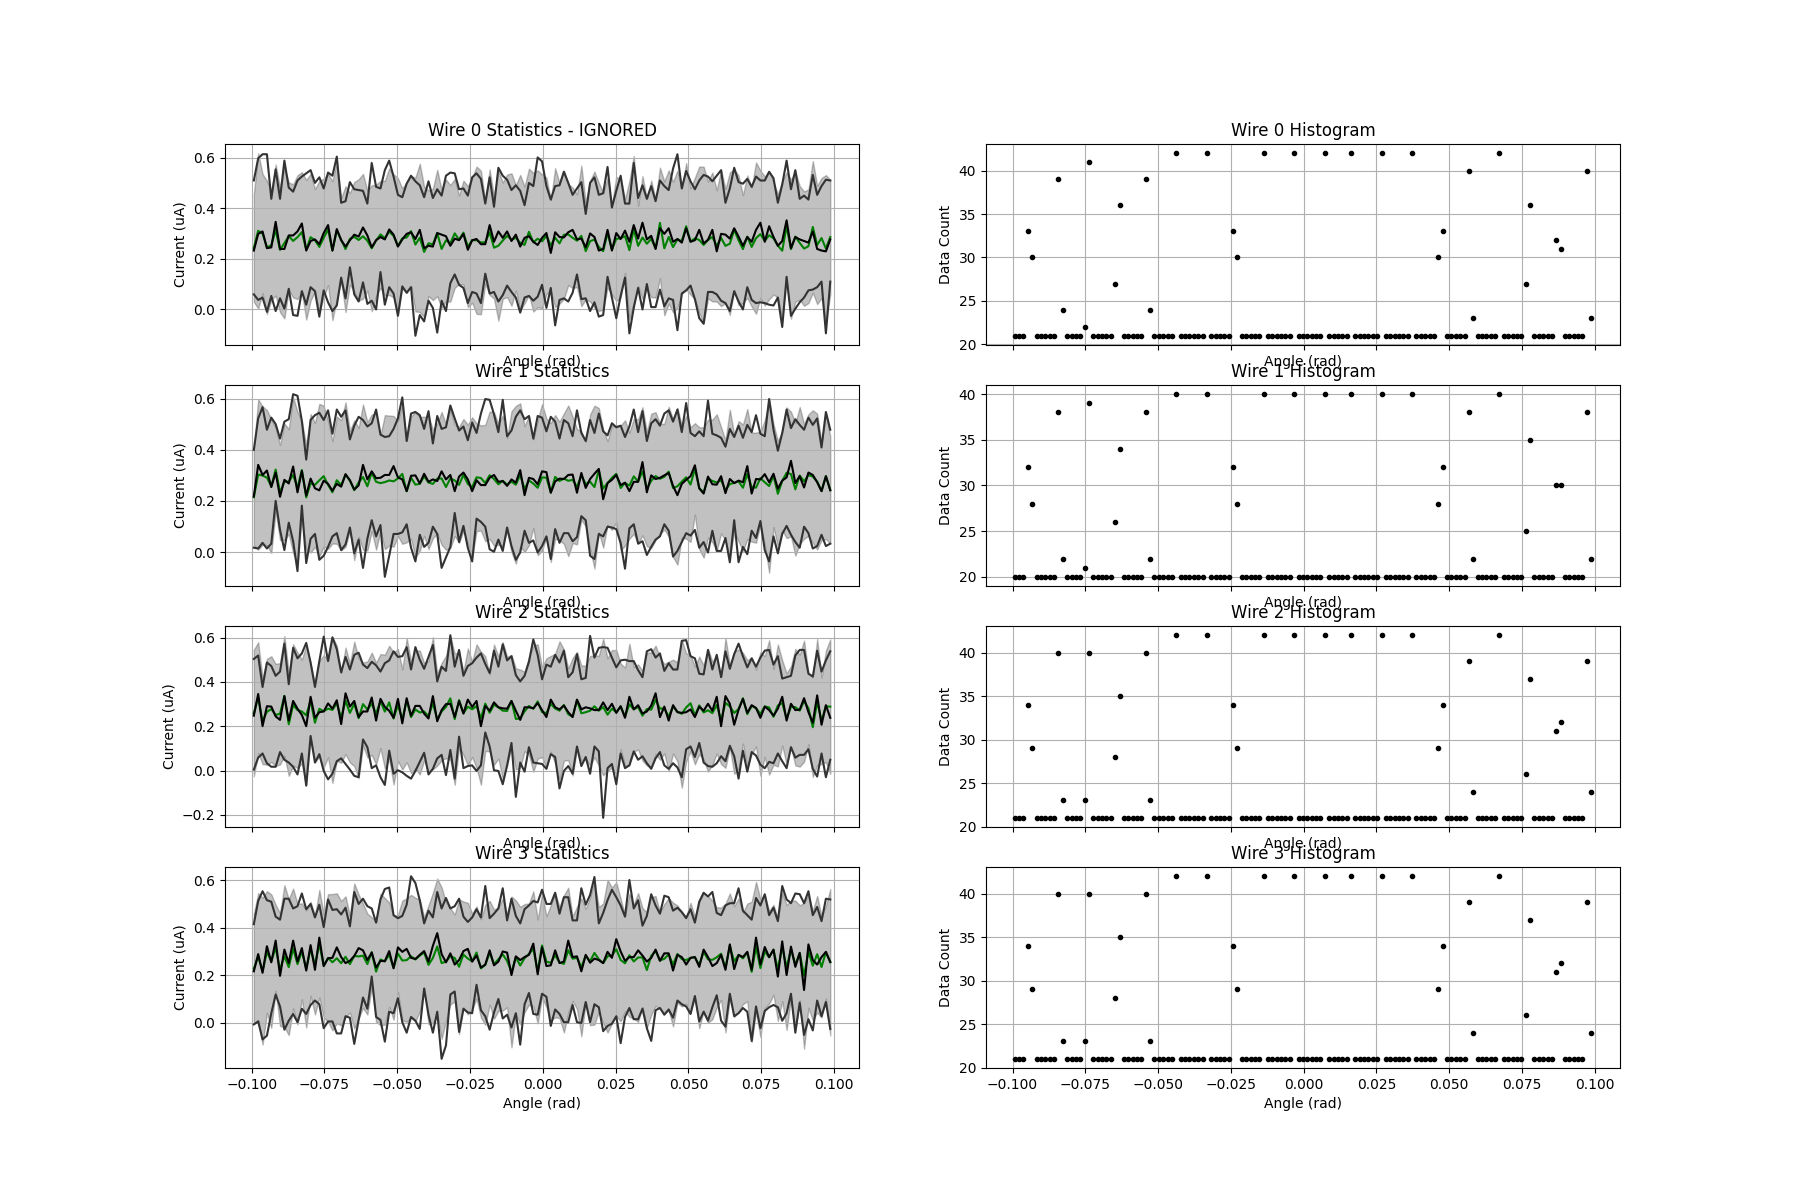 Wire 0 Statistics - IGNORED
Current (uA)
0.6
0.4
0.2
0.0
Angle (rad)
Wire 0 Histogram
Data Count
40
35
30
25
20
Angle (rad)
Wire 1 Statistics
Current (uA)
0.6
0.4
0.2
0.0
Angle (rad)
Wire 1 Histogram
Data Count
40
35
30
25
20
Angle (rad)
Wire 2 Statistics
Current (uA)
0.6
0.4
0.2
0.0
−0.2
Angle (rad)
Wire 2 Histogram
Data Count
40
35
30
25
20
Angle (rad)
Wire 3 Statistics
Current (uA)
0.6
0.4
0.2
0.0
−0.100 −0.075 −0.050 −0.025 0.000 0.025 0.050 0.075 0.100
Angle (rad)
Wire 3 Histogram
Data Count
40
35
30
25
20
−0.100 −0.075 −0.050 −0.025 0.000 0.025 0.050 0.075 0.100
Angle (rad)